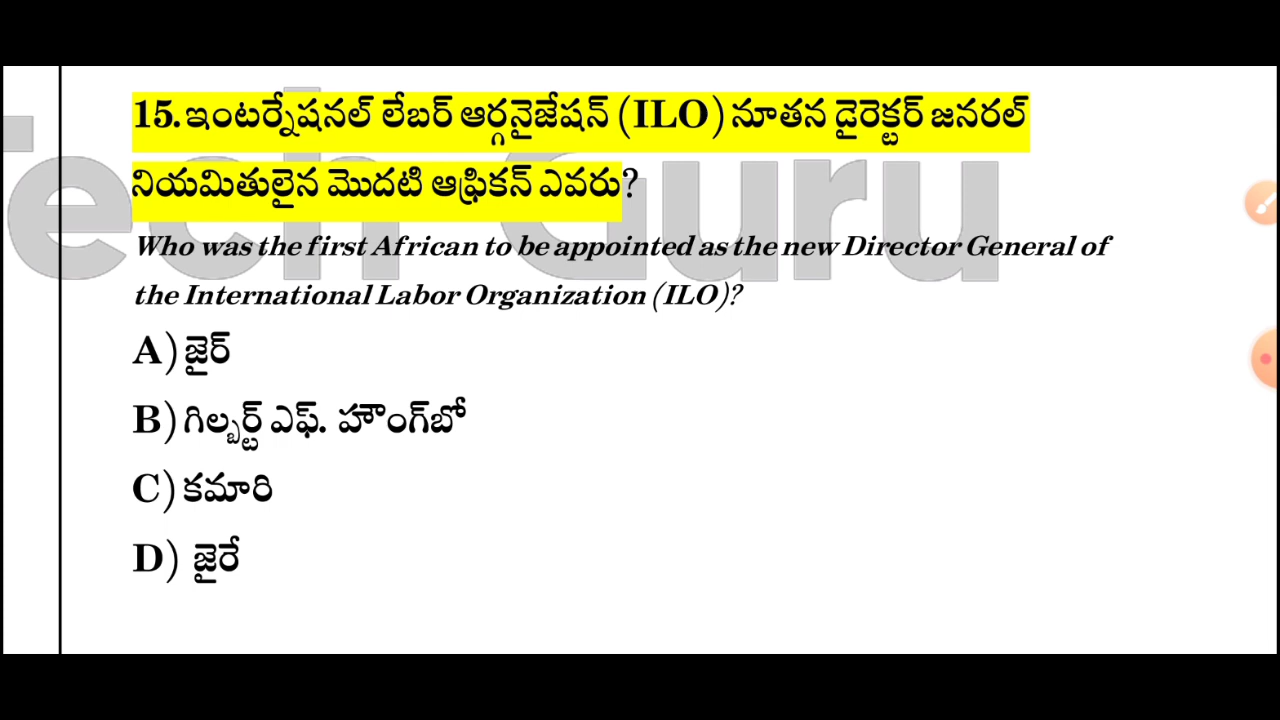 15.ఇంటర్నేషనల్ లేబర్ ఆర్గనైజేషన్ (ILO) నూతన డైరెక్టర్ జనరల్
నియమితులైన మొదటి ఆఫ్రికన్ ఎవరు?
Who was the first African to be appointed as the new Director General of
the International Labor Organization (ILO)?
A) జైర్
B) గిల్బర్ట్ ఎఫ్. హౌంగ్‌బో
C) కమారి
D) జైరే
Tech Guru